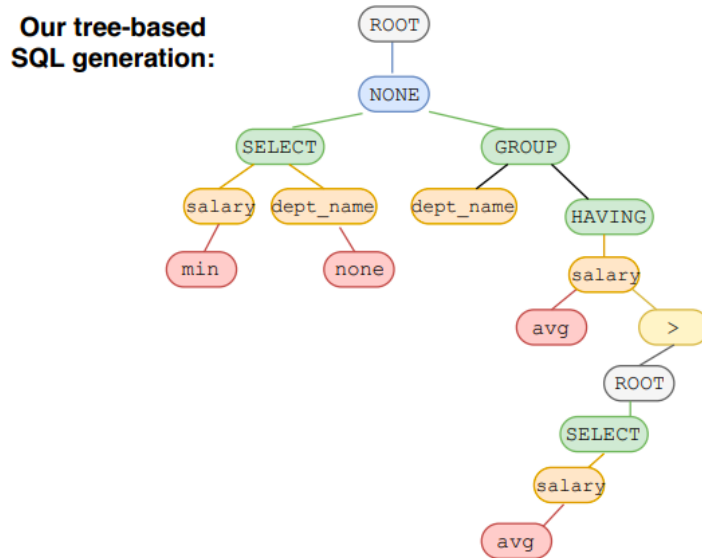 Our tree-based
SQL generation:
ROOT
NONE
SELECT
GROUP
salary
dept_name
dept_name
HAVING
min
none
salary
avg
>
ROOT
SELECT
salary
avg